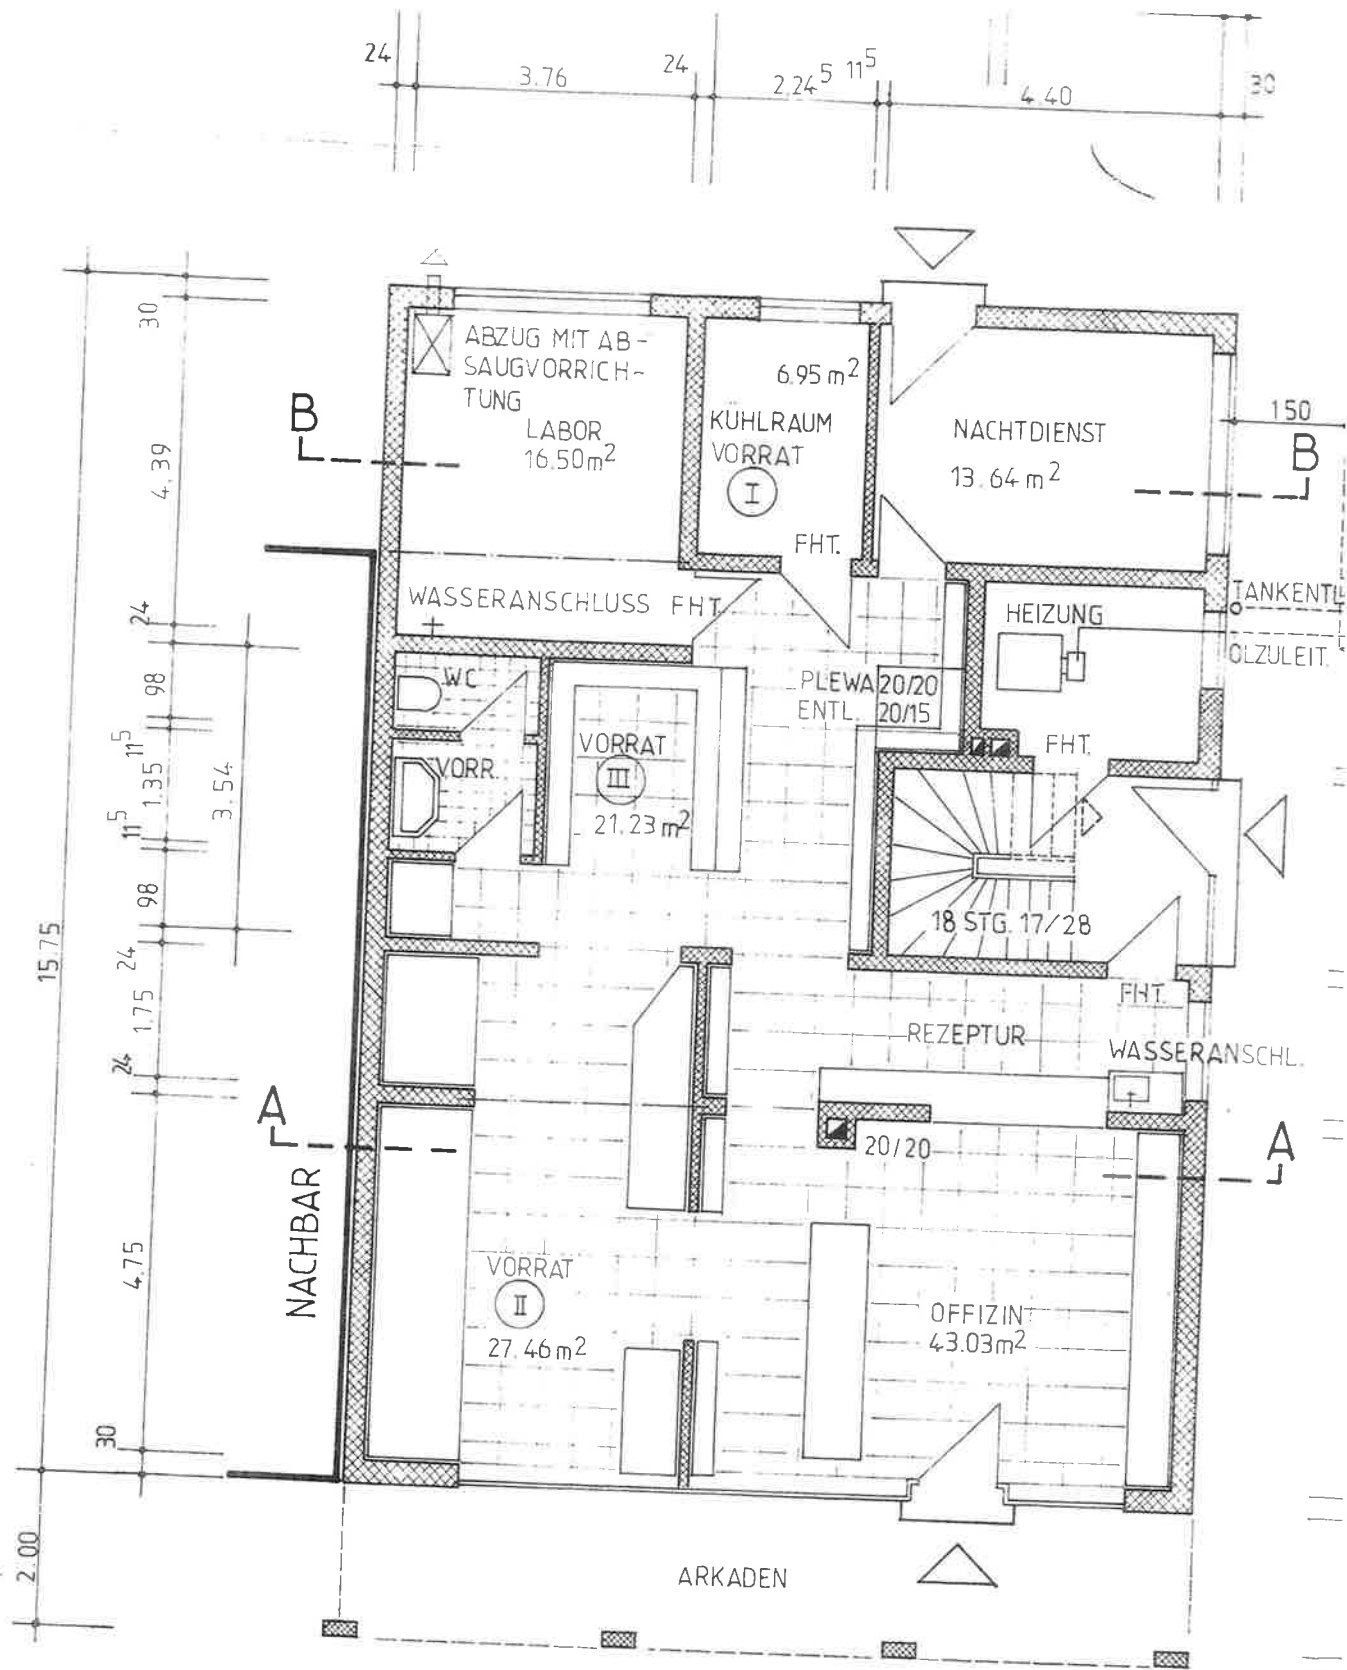 24
3.76
24
2.24⁵
11⁵
4.40
30
30
4.39
24
98
11⁵
1.35
11⁵
98
3.54
24
1.75
24
4.75
30
15.75
2.00
ABZUG MIT AB-
SAUGVORRICH-
TUNG
LABOR
16.50m²
6.95 m²
KÜHLRAUM
VORRAT
I
FHT.
NACHTDIENST
13.64 m²
150
B
B
WASSERANSCHLUSS FHT.
HEIZUNG
TANKENTL
ÖLZULEIT.
WC
VORR.
VORRAT
III
21.23 m²
PLEWA 20/20
ENTL. 20/15
FHT.
18 STG. 17/28
FHT.
REZEPTUR
WASSERANSCHL.
A
A
20/20
NACHBAR
VORRAT
II
27.46 m²
OFFIZIN
43.03m²
ARKADEN